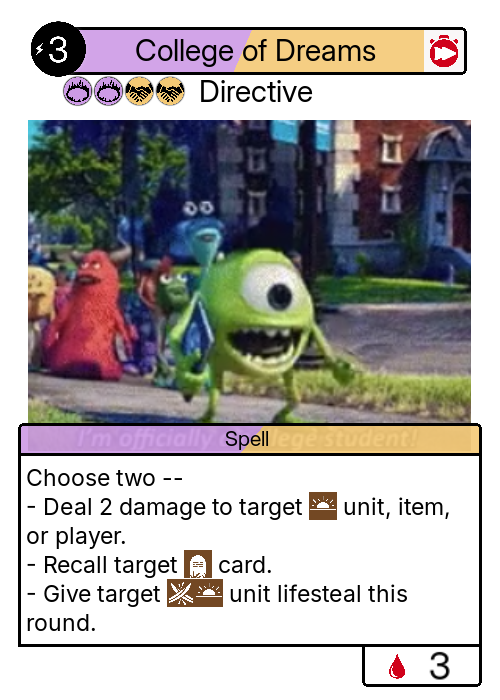 3 College of Dreams
Directive
I'm officially a college student!
Spell
Choose two --
- Deal 2 damage to target unit, item,
or player.
- Recall target card.
- Give target unit lifesteal this
round.
3